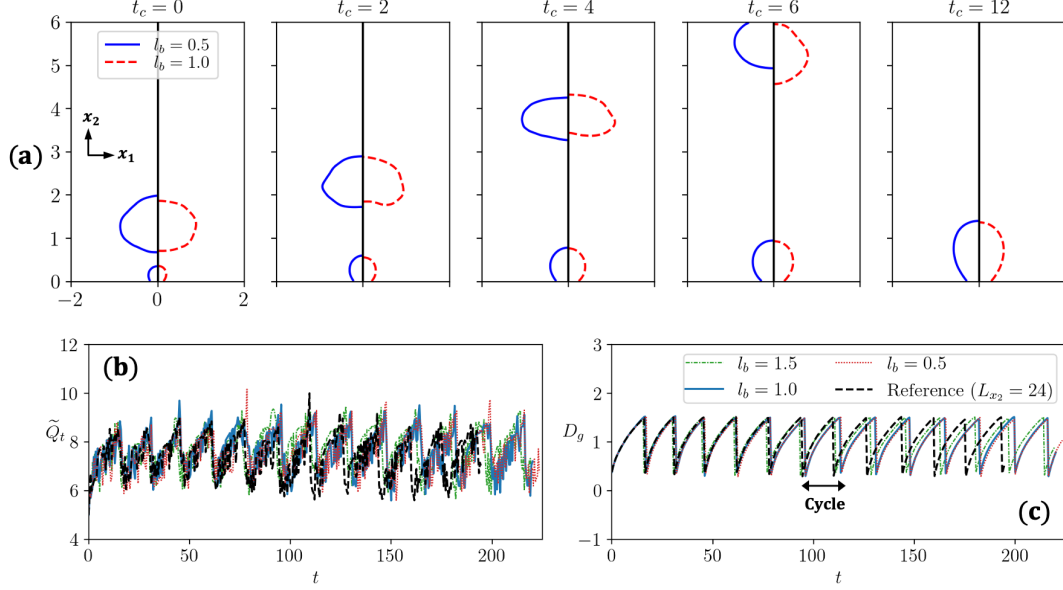 t_c = 0
t_c = 2
t_c = 4
t_c = 6
t_c = 12
6
5
4
3
2
1
0
l_b = 0.5
l_b = 1.0
x_2
x_1
(a)
−2
0
2
12
10
8
6
4
Q̃_t
(b)
0
50
100
150
200
t
3
2
1
0
−1
D_g
l_b = 1.5
l_b = 1.0
l_b = 0.5
Reference (L_{x_2} = 24)
Cycle
(c)
0
50
100
150
200
t